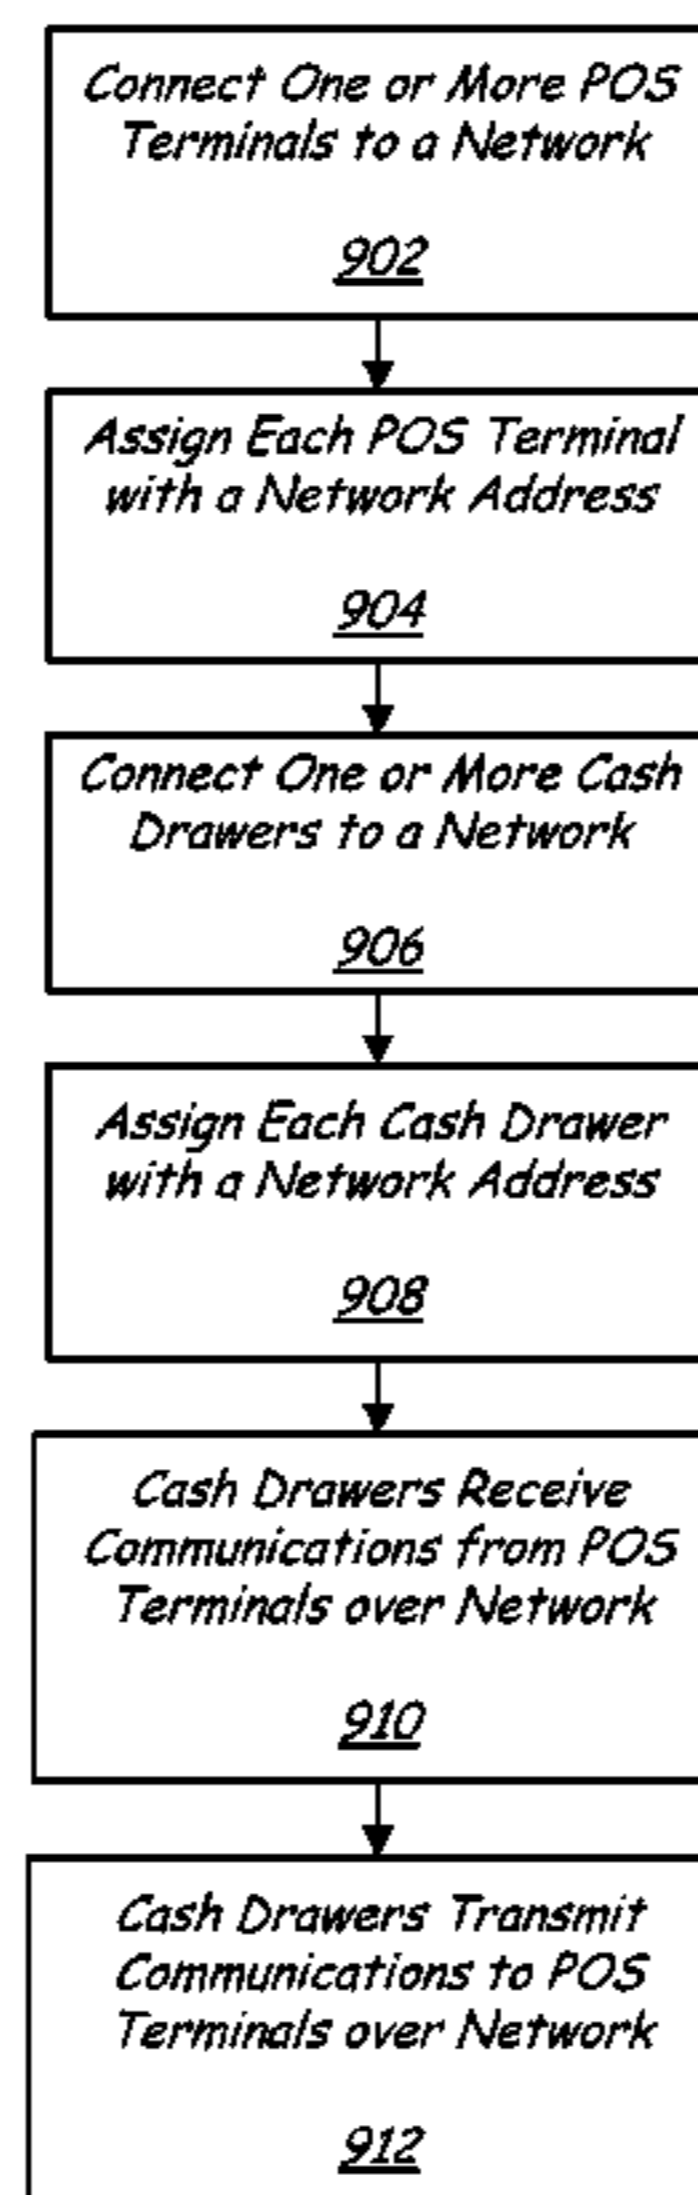 Connect One or More POS
Terminals to a Network
902
Assign Each POS Terminal
with a Network Address
904
Connect One or More Cash
Drawers to a Network
906
Assign Each Cash Drawer
with a Network Address
908
Cash Drawers Receive
Communications from POS
Terminals over Network
910
Cash Drawers Transmit
Communications to POS
Terminals over Network
912